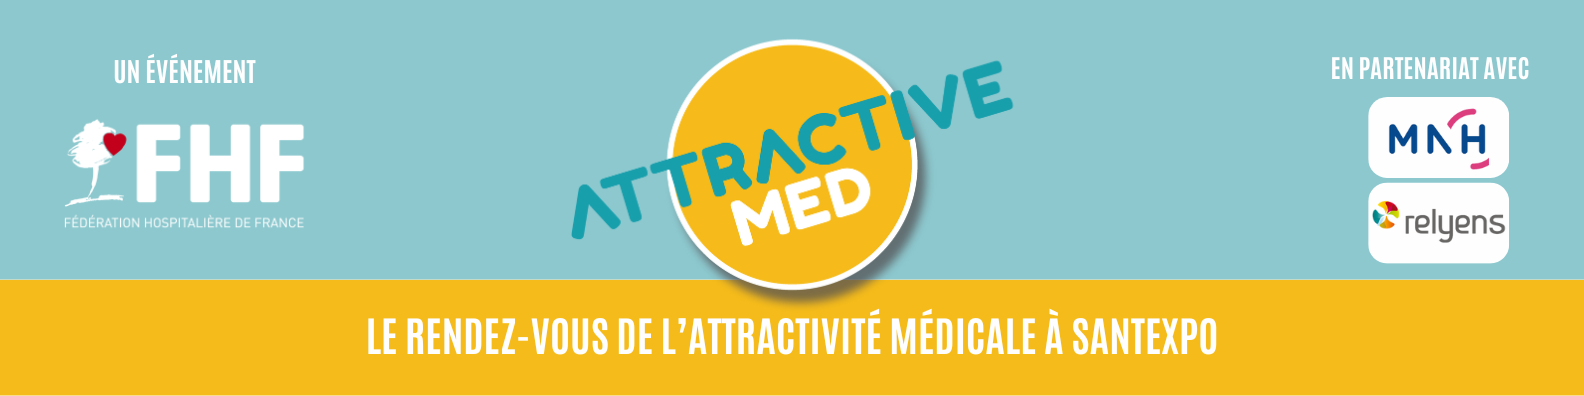 UN ÉVÉNEMENT
FHF
FÉDÉRATION HOSPITALIÈRE DE FRANCE
ATTRACTIVE
MED
EN PARTENARIAT AVEC
MNH
relyens
LE RENDEZ-VOUS DE L’ATTRACTIVITÉ MÉDICALE À SANTEXPO